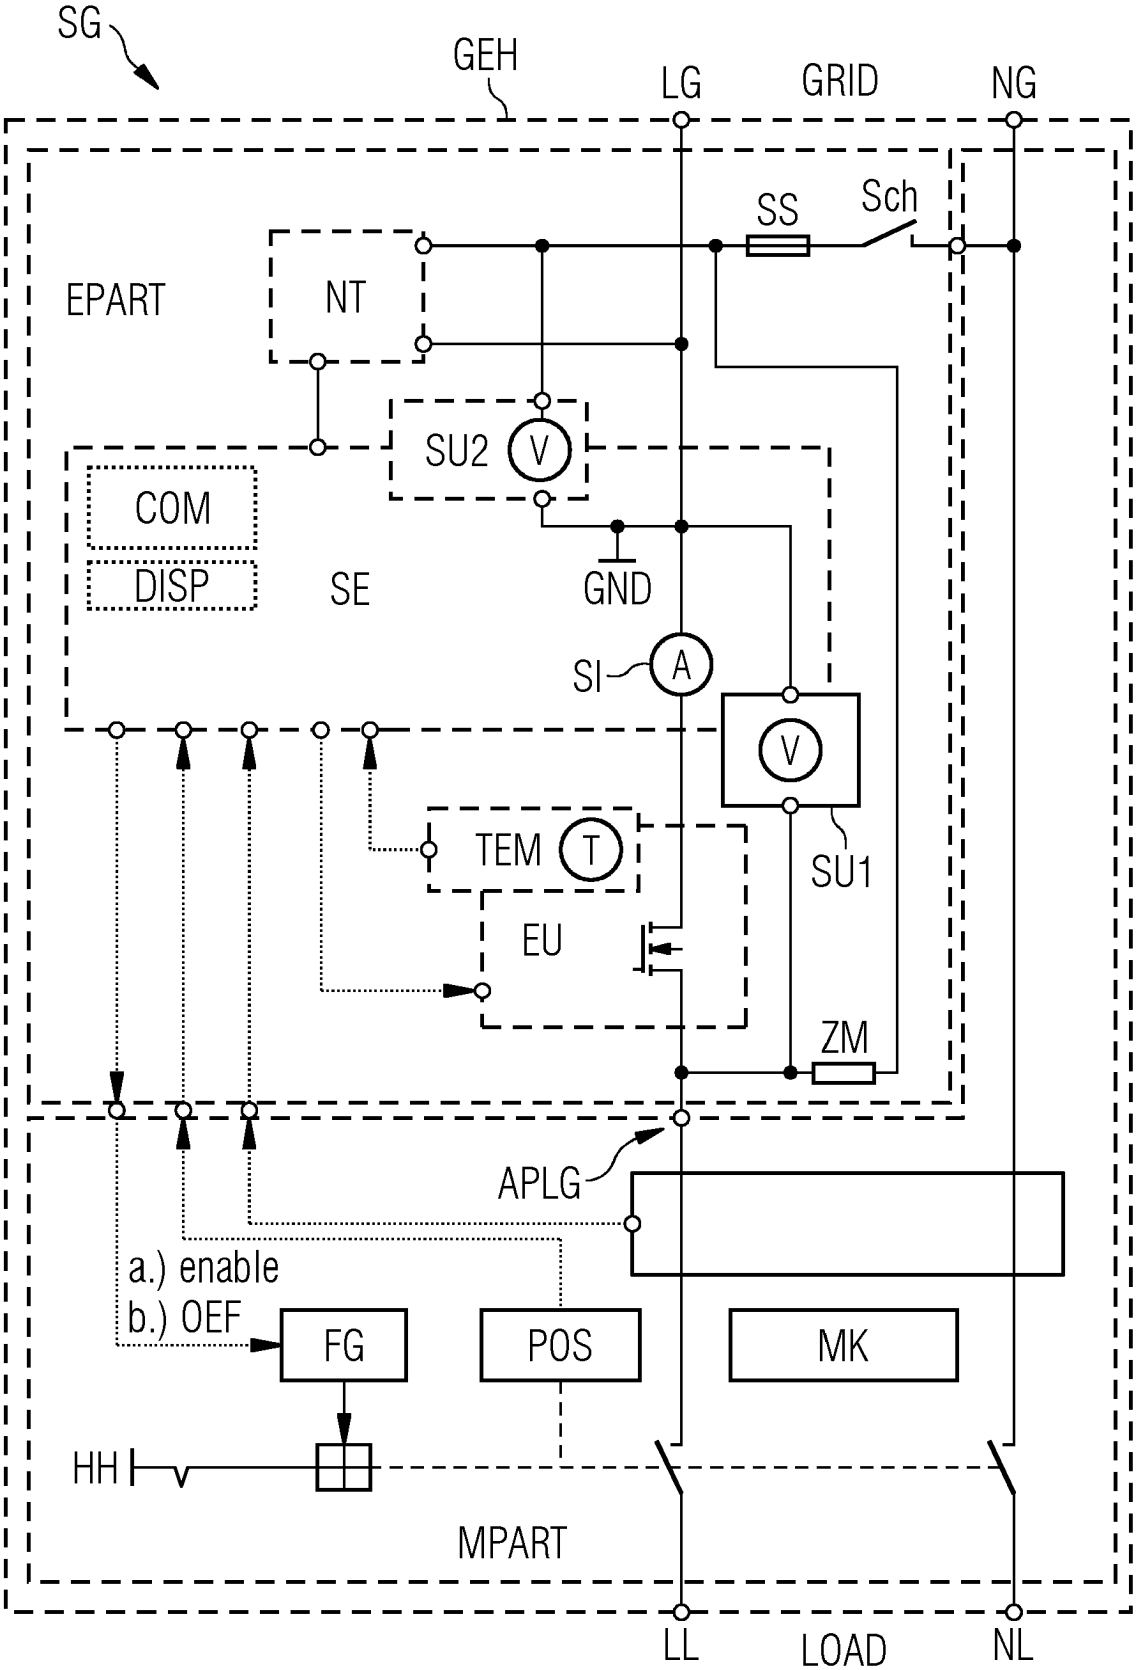 SG
GEH
LG
GRID
NG
SS
Sch
NT
EPART
SU2
V
COM
DISP
SE
GND
SI
A
V
SU1
TEM
T
EU
ZM
APLG
a.) enable
b.) OEF
FG
POS
MK
HH
MPART
LL
LOAD
NL